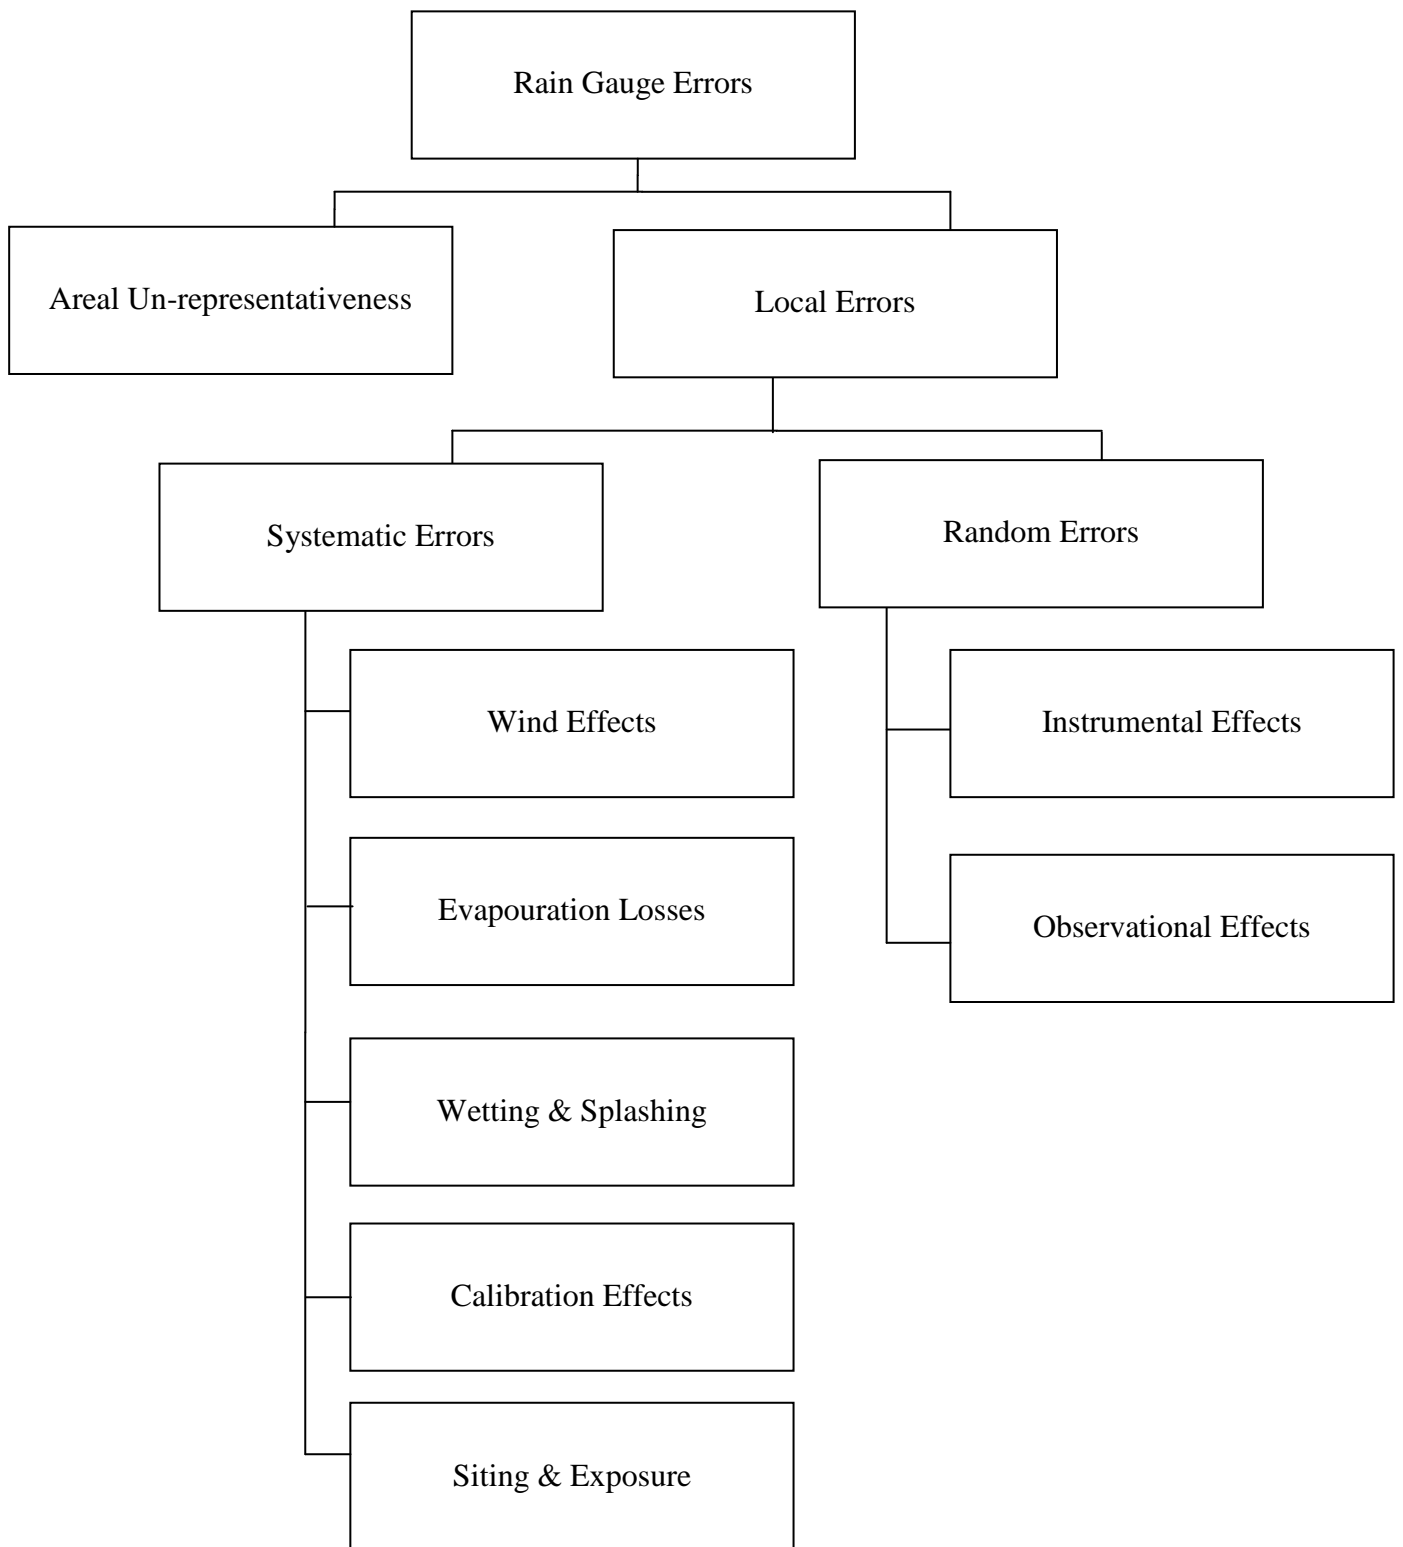 Rain Gauge Errors
Areal Un-representativeness
Local Errors
Systematic Errors
Random Errors
Wind Effects
Instrumental Effects
Evapouration Losses
Observational Effects
Wetting & Splashing
Calibration Effects
Siting & Exposure